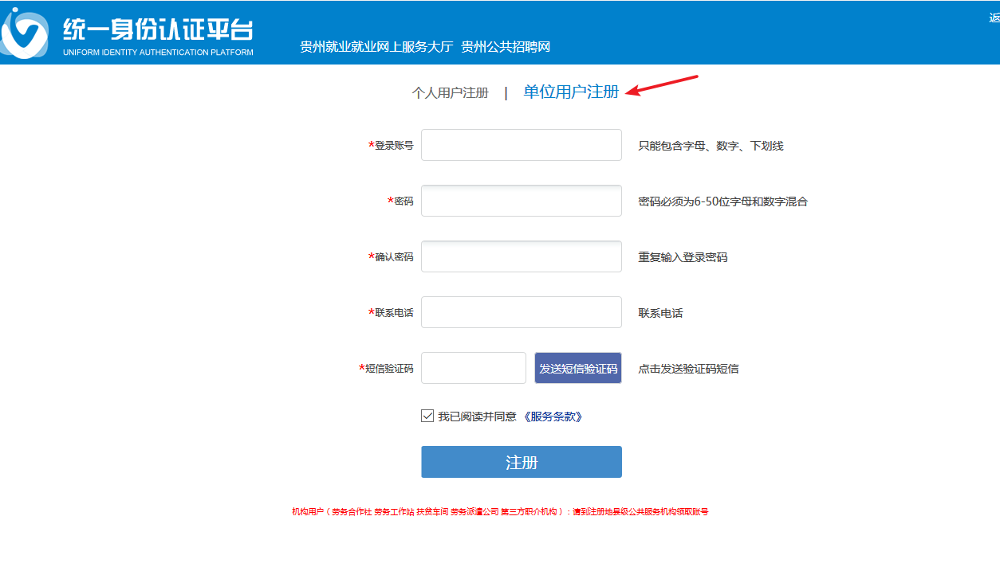 返
统一身份认证平台
UNIFORM IDENTITY AUTHENTICATION PLATFORM
贵州就业就业网上服务大厅 贵州公共招聘网
个人用户注册 | 单位用户注册
*登录账号 只能包含字母、数字、下划线
*密码 密码必须为6-50位字母和数字混合
*确认密码 重复输入登录密码
*联系电话 联系电话
*短信验证码 发送短信验证码 点击发送验证码短信
我已阅读并同意 《服务条款》
注册
机构用户（劳务合作社 劳务工作站 扶贫车间 劳务派遣公司 第三方职介机构）：请到注册地县级公共服务机构领取账号